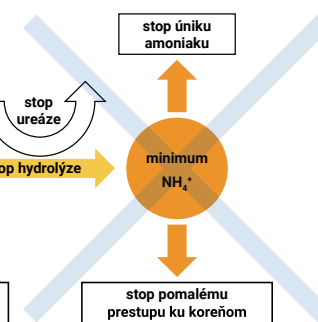 stop úniku
amoniaku
stop
ureáze
hydrolýze
minimum
NH₄⁺
stop pomalému
prestupu ku koreňom